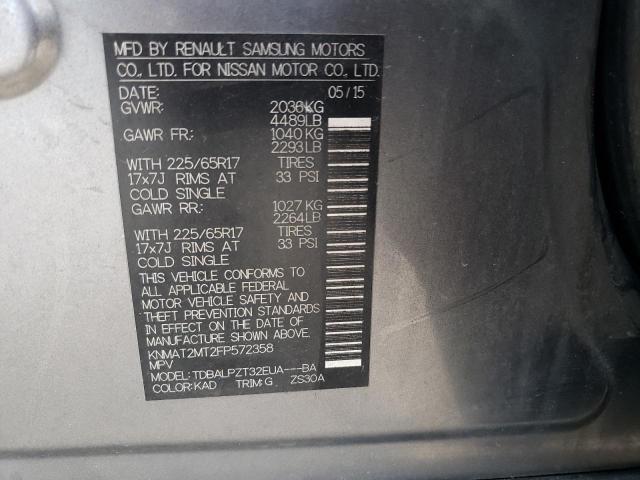 MFD BY RENAULT SAMSUNG MOTORS
CO., LTD. FOR NISSAN MOTOR CO., LTD.
DATE: 05/15
GVWR: 2036KG
4489LB
GAWR FR: 1040 KG
2293LB
WITH 225/65R17 TIRES
17x7J RIMS AT 33 PSI
COLD SINGLE
GAWR RR: 1027 KG
2264LB
WITH 225/65R17 TIRES
17x7J RIMS AT 33 PSI
COLD SINGLE
THIS VEHICLE CONFORMS TO
ALL APPLICABLE FEDERAL
MOTOR VEHICLE SAFETY AND
THEFT PREVENTION STANDARDS
IN EFFECT ON THE DATE OF
MANUFACTURE SHOWN ABOVE.
KNMAT2MT2FP572358
MPV
MODEL:TDBALPZT32EUA---BA
COLOR:KAD TRIM:G ZS30A